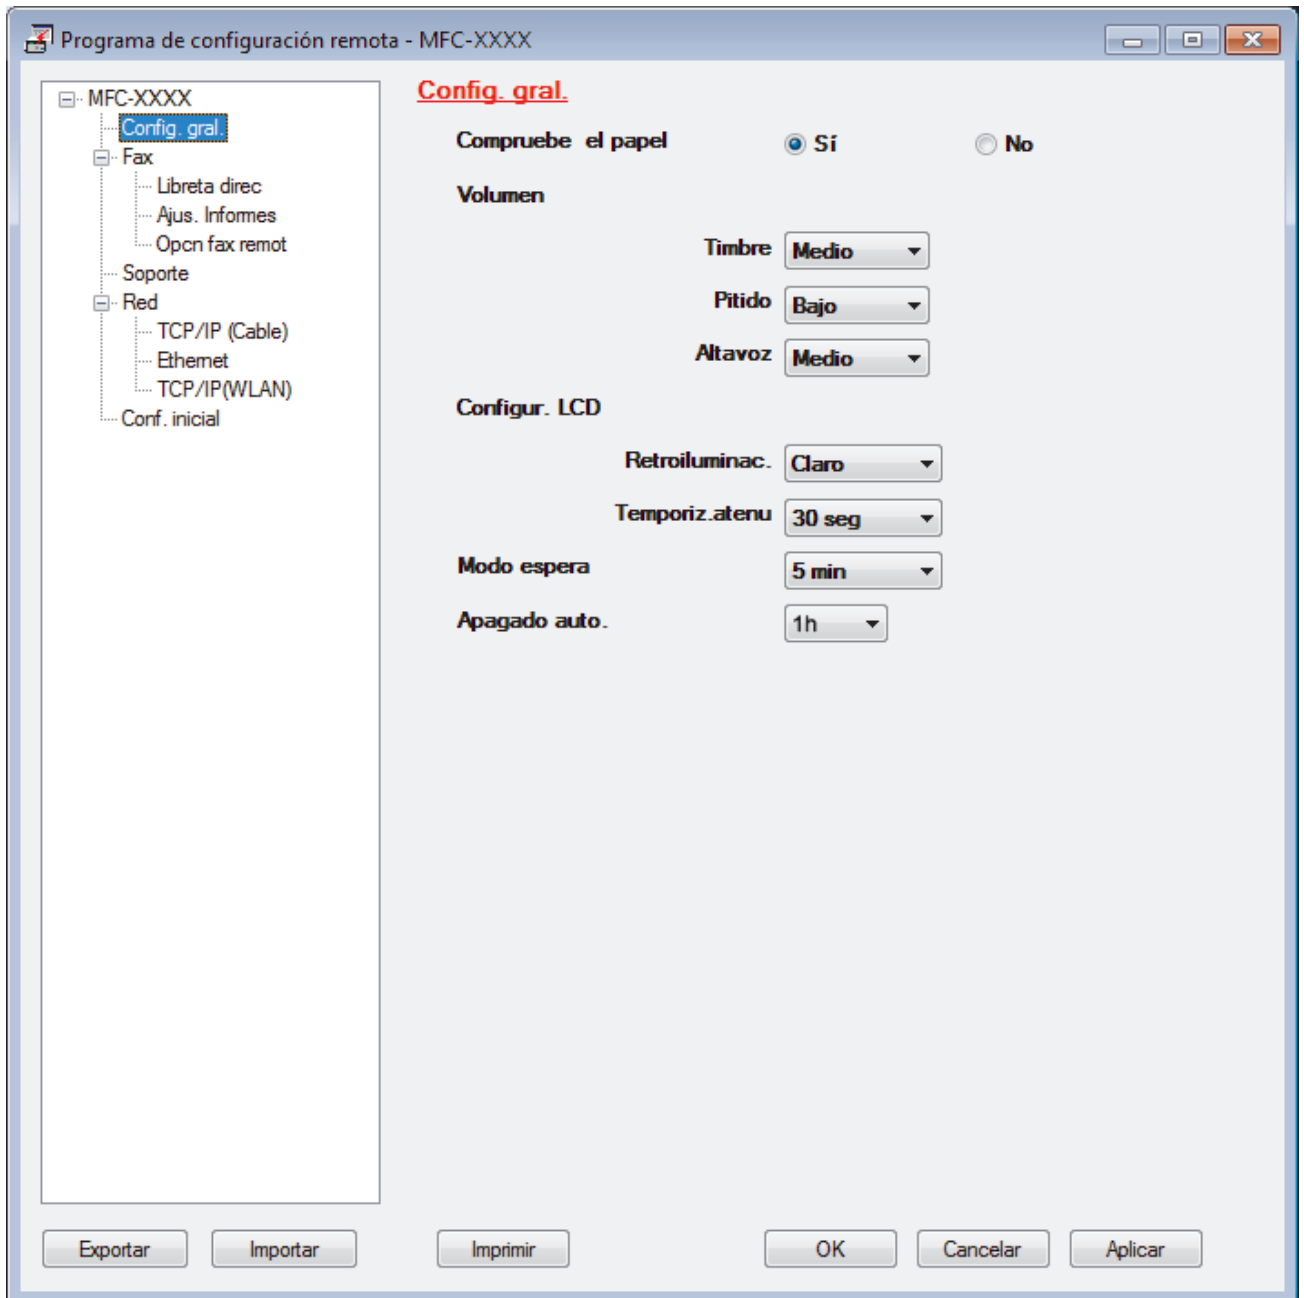 Programa de configuración remota - MFC-XXXX
MFC-XXXX
Config. gral.
Fax
Libreta direc
Ajus. Informes
Opcn fax remot
Soporte
Red
TCP/IP (Cable)
Ethernet
TCP/IP(WLAN)
Conf. inicial
Config. gral.
Compruebe el papel Sí No
Volumen
Timbre Medio
Pitido Bajo
Altavoz Medio
Configur. LCD
Retroiluminac. Claro
Temporiz.atenu 30 seg
Modo espera 5 min
Apagado auto. 1h
Exportar Importar Imprimir OK Cancelar Aplicar